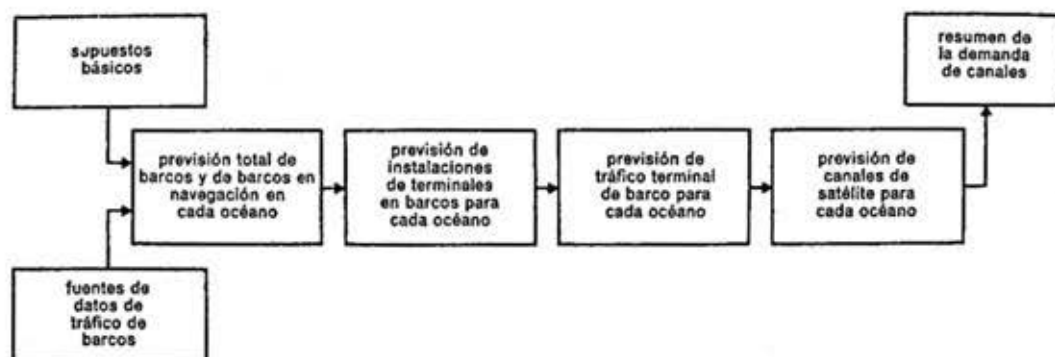 supuestos
básicos
resumen de
la demanda
de canales
previsión total de
barcos y de barcos en
navegación en
cada océano
previsión de
instalaciones
de terminales
en barcos para
cada océano
previsión de
tráfico terminal
de barco para
cada océano
previsión de
canales de
satélite para
cada océano
fuentes de
datos de
tráfico de
barcos